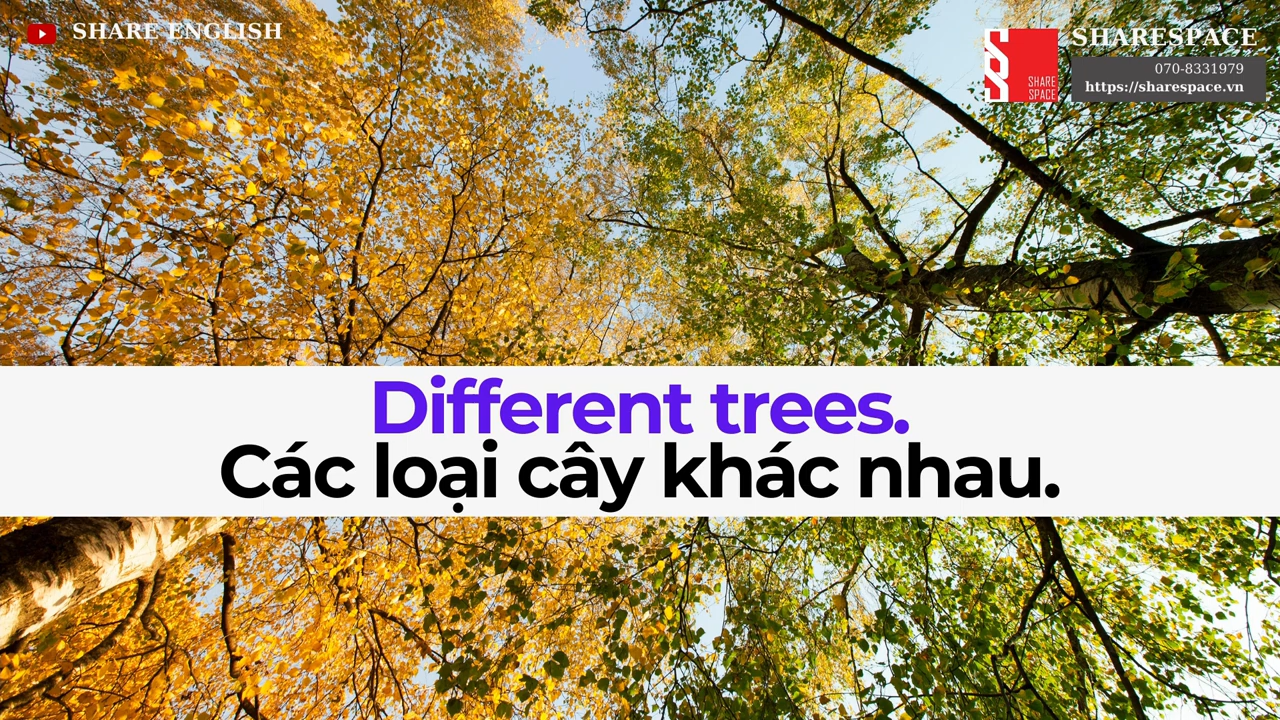 SHARE ENGLISH
SHARESPACE
SHARE
SPACE
070-8331979
https://sharespace.vn
Different trees.
Các loại cây khác nhau.